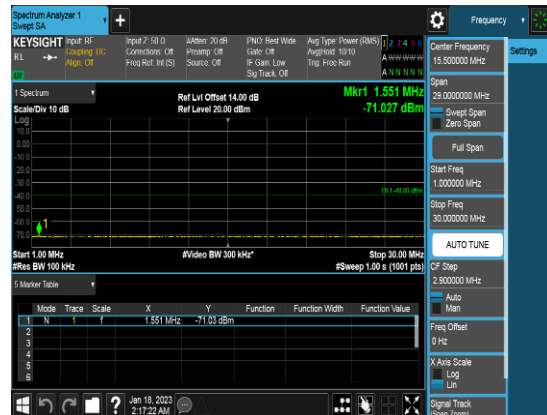 Spectrum Analyzer 1
Swept SA
Frequency
KEYSIGHT
RL
Input: RF
Coupling: DC
Align: Off
Input Z: 50 Ω
Corrections: Off
Freq Ref: Int (S)
#Atten: 20 dB
Preamp: Off
Source: Off
PNO: Best Wide
Gate: Off
IF Gain: Low
Sig Track: Off
Avg Type: Power (RMS)
Avg|Hold: 10/10
Trig: Free Run
1 2 3 4 5 6
A W W W W W
A N N N N N
LW
1 Spectrum
Scale/Div 10 dB
Log
Ref Lvl Offset 14.00 dB
Ref Level 20.00 dBm
Mkr1 1.551 MHz
-71.027 dBm
10.0
0.00
-10.0
-20.0
-30.0
-40.0
-50.0
-60.0
-70.0
1
DL1 -40.00 dBm
Start 1.00 MHz
#Res BW 100 kHz
#Video BW 300 kHz*
Stop 30.00 MHz
#Sweep 1.00 s (1001 pts)
5 Marker Table
Mode Trace Scale X Y Function Function Width Function Value
1 N 1 f 1.551 MHz -71.03 dBm
2
3
4
5
6
Jan 18, 2023
2:17:22 AM
Center Frequency
15.500000 MHz
Settings
Span
29.0000000 MHz
Swept Span
Zero Span
Full Span
Start Freq
1.000000 MHz
Stop Freq
30.000000 MHz
AUTO TUNE
CF Step
2.900000 MHz
Auto
Man
Freq Offset
0 Hz
X Axis Scale
Log
Lin
Signal Track
(Span Zoom)